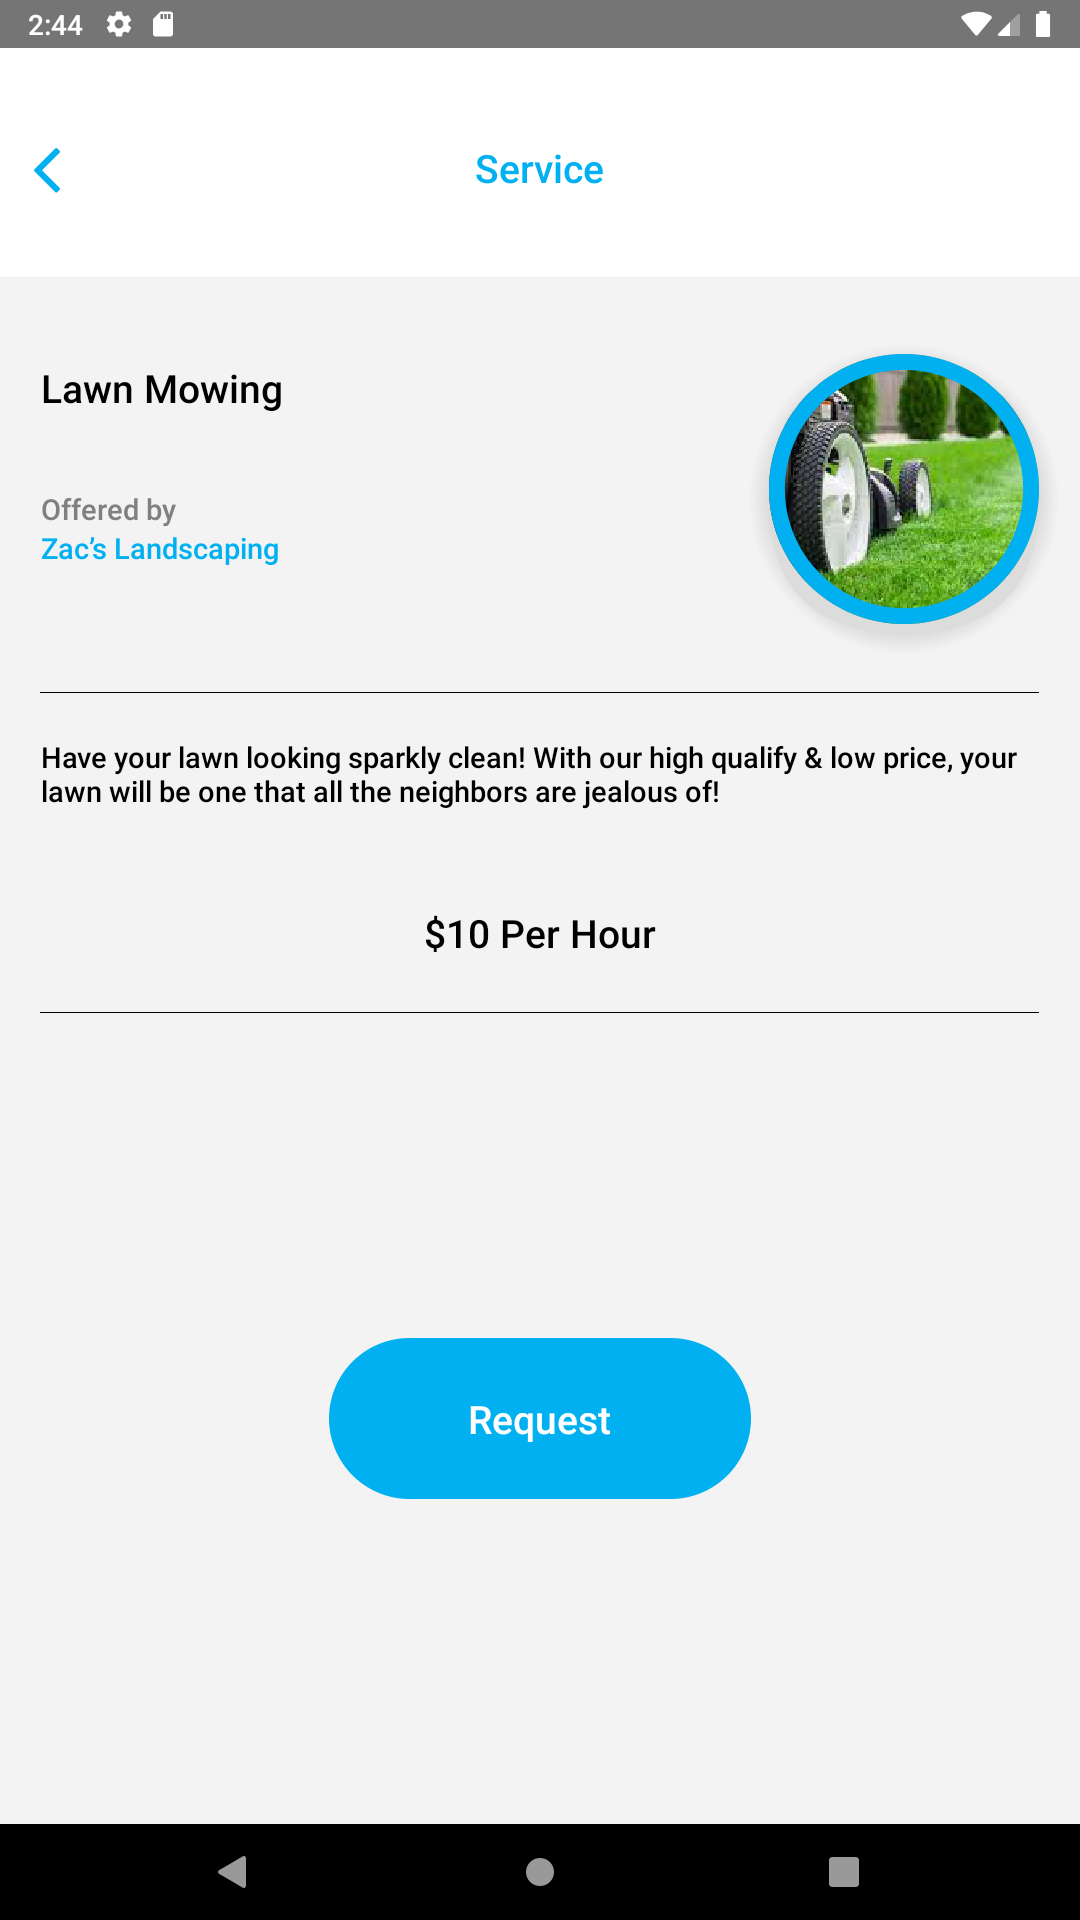 2:44
Service
Lawn Mowing
Offered by
Zac’s Landscaping
Have your lawn looking sparkly clean! With our high qualify & low price, your
lawn will be one that all the neighbors are jealous of!
$10 Per Hour
Request